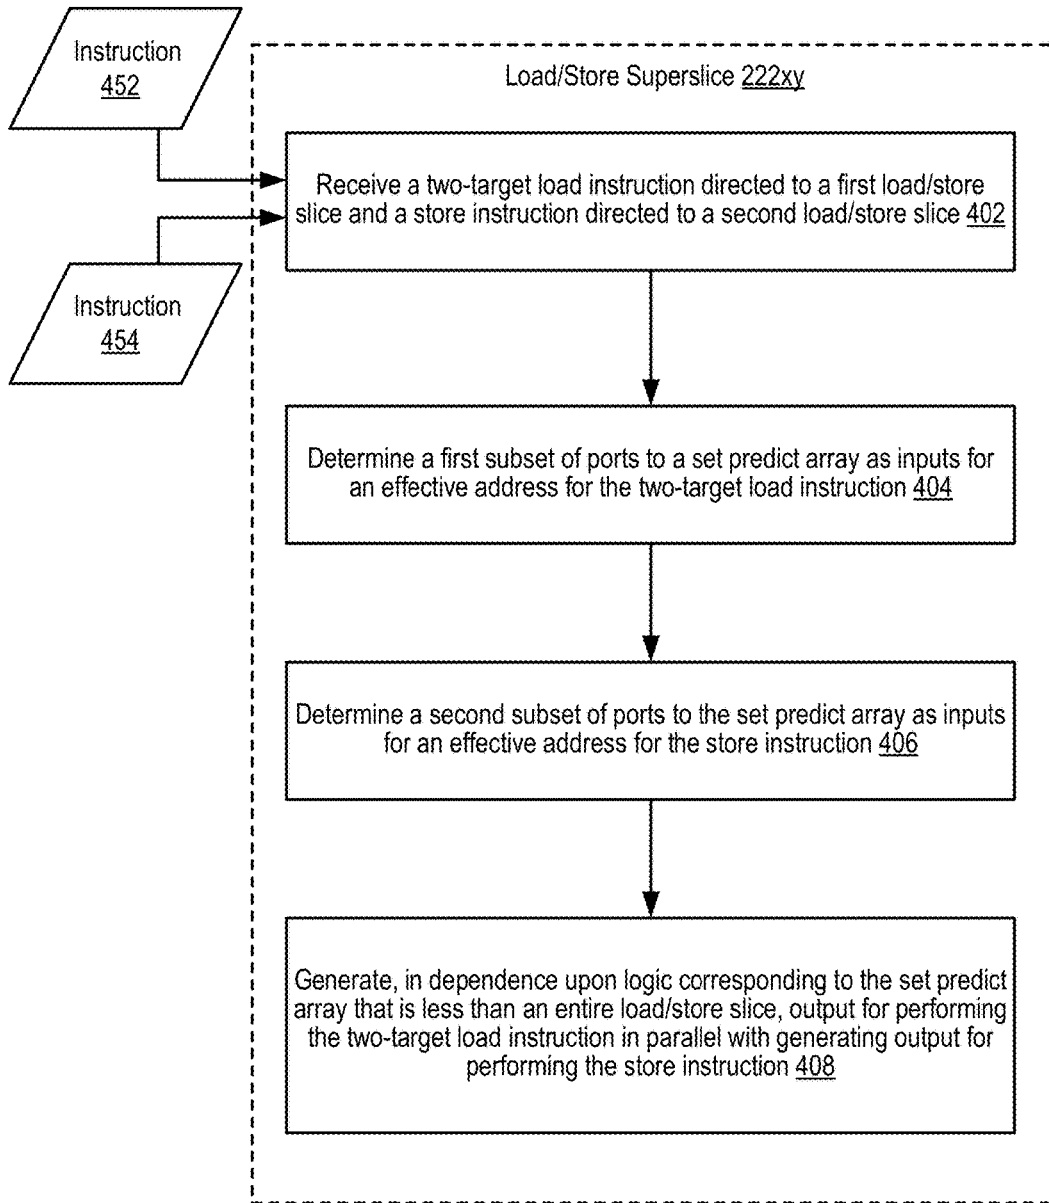 Instruction
452
Load/Store Superslice 222xy
Receive a two-target load instruction directed to a first load/store
slice and a store instruction directed to a second load/store slice 402
Instruction
454
Determine a first subset of ports to a set predict array as inputs for
an effective address for the two-target load instruction 404
Determine a second subset of ports to the set predict array as inputs
for an effective address for the store instruction 406
Generate, in dependence upon logic corresponding to the set predict
array that is less than an entire load/store slice, output for performing
the two-target load instruction in parallel with generating output for
performing the store instruction 408